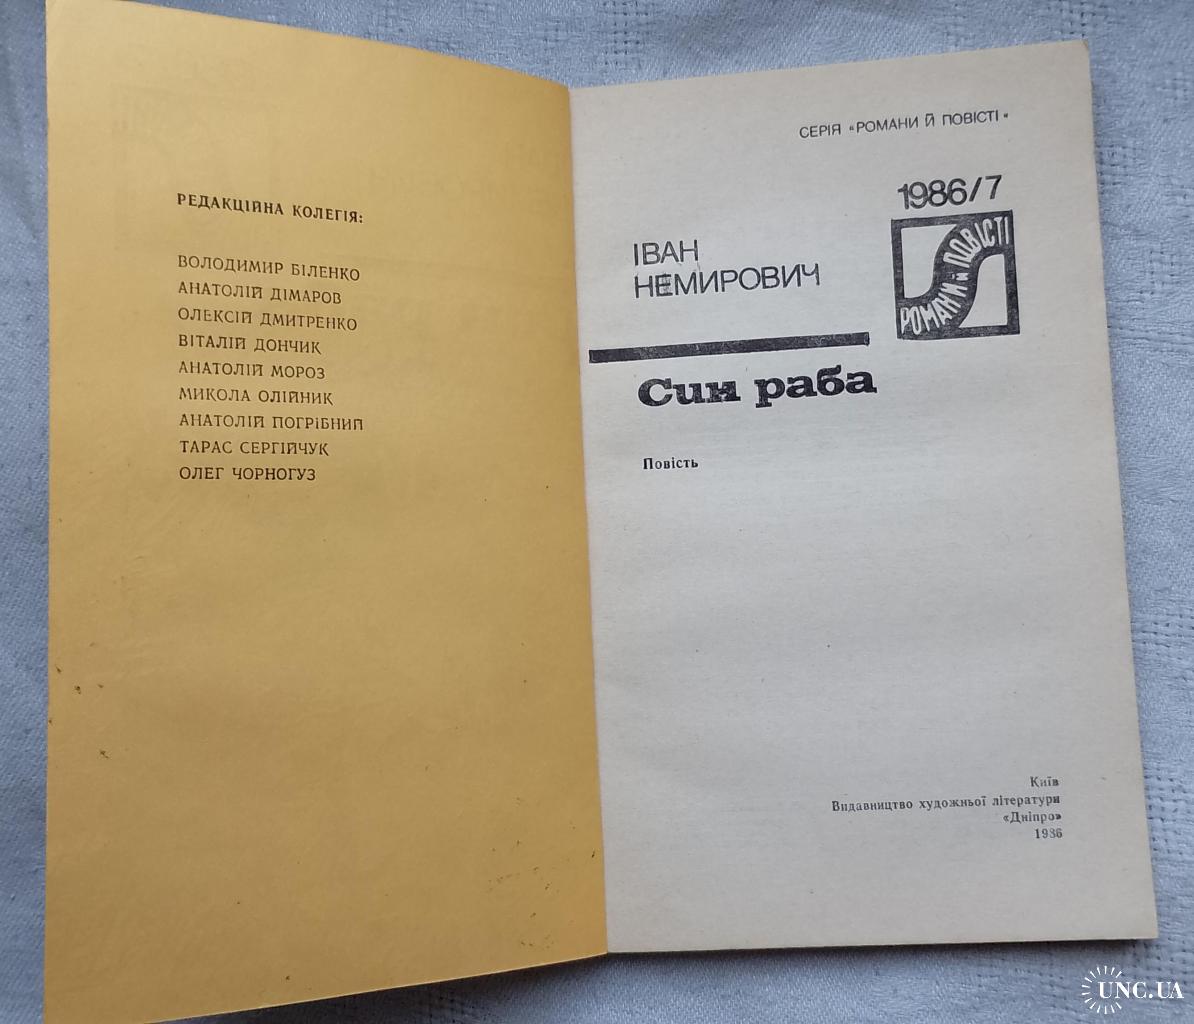 РЕДАКЦІЙНА КОЛЕГІЯ:
ВОЛОДИМИР БІЛЕНКО
АНАТОЛІЙ ДІМАРОВ
ОЛЕКСІЙ ДМИТРЕНКО
ВІТАЛІЙ ДОНЧИК
АНАТОЛІЙ МОРОЗ
МИКОЛА ОЛІЙНИК
АНАТОЛІЙ ПОГРІБНИЙ
ТАРАС СЕРГІЙЧУК
ОЛЕГ ЧОРНОГУЗ
СЕРІЯ «РОМАНИ Й ПОВІСТІ»
1986/7
РОМАНИ Й ПОВІСТІ
ІВАН
НЕМИРОВИЧ
Син раба
Повість
Київ
Видавництво художньої літератури
«Дніпро»
1986
UNC.UA